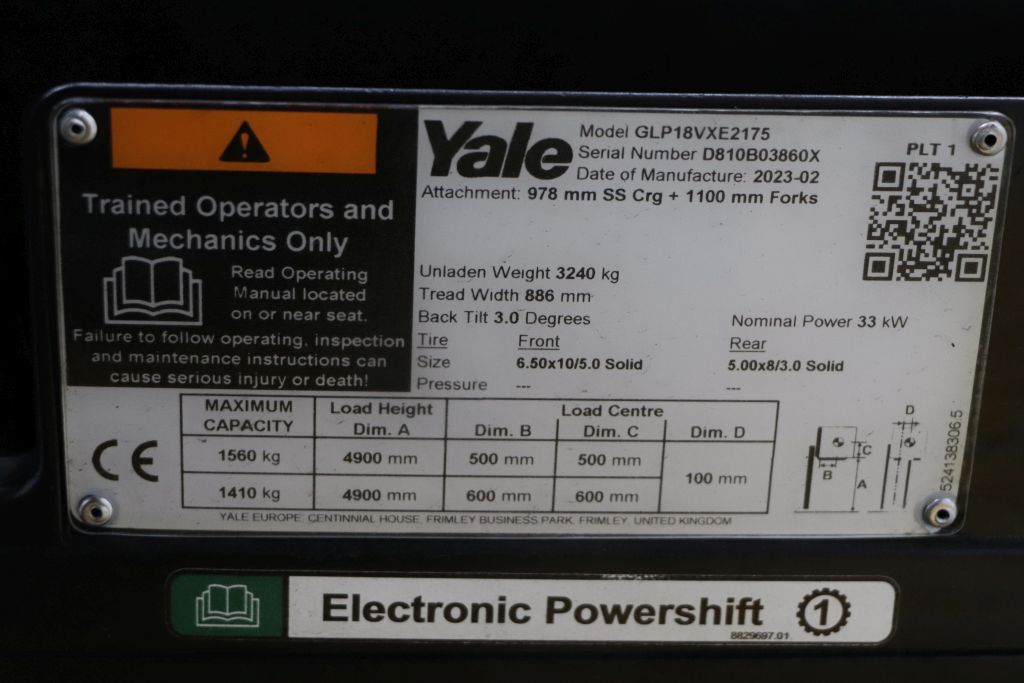 Trained Operators and
Mechanics Only
Read Operating
Manual located
on or near seat.
Failure to follow operating, inspection
and maintenance instructions can
cause serious injury or death!
Yale
Model GLP18VXE2175
Serial Number D810B03860X
Date of Manufacture: 2023-02
Attachment: 978 mm SS Crg + 1100 mm Forks
PLT 1
Unladen Weight 3240 kg
Tread Width 886 mm
Back Tilt 3.0 Degrees
Nominal Power 33 kW
Tire Front Rear
Size 6.50x10/5.0 Solid 5.00x8/3.0 Solid
Pressure --- ---
MAXIMUM CAPACITY Load Height Dim. A Load Centre
Dim. B Dim. C Dim. D
1560 kg 4900 mm 500 mm 500 mm 100 mm
1410 kg 4900 mm 600 mm 600 mm
CE
D
C
B
A
524138306.5
YALE EUROPE, CENTINNIAL HOUSE, FRIMLEY BUSINESS PARK, FRIMLEY, UNITED KINGDOM
Electronic Powershift 1
8829697.01